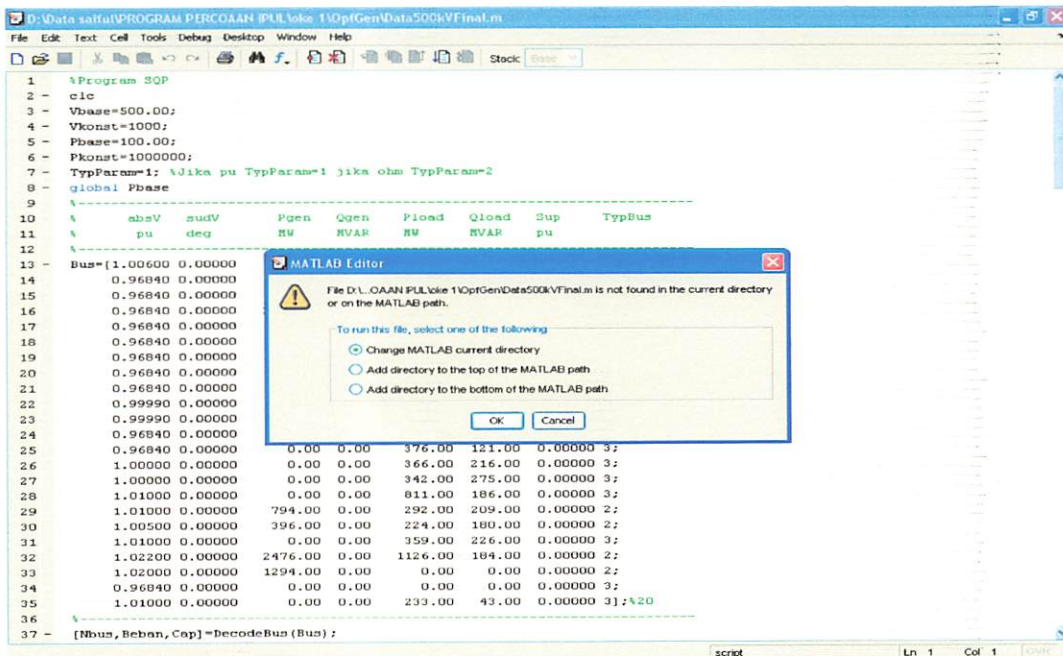 D:\Data saiful\PROGRAM PERCOAAN IPUL\oke 1\OptGen\Data500kVFinal.m
File Edit Text Cell Tools Debug Desktop Window Help
Stack: Base
1 %Program SQP
2 - clc
3 - Vbase=500.00;
4 - Vkonst=1000;
5 - Pbase=100.00;
6 - Pkonst=1000000;
7 - TypParam=1; %Jika pu TypParam=1 jika ohm TypParam=2
8 - global Pbase
9 %----------------------------------------------------------------
10 % absV sudV Pgen Qgen Pload Qload Sup TypBus
11 % pu deg MW MVAR MW MVAR pu
12 %----------------------------------------------------------------
13 - Bus=[1.00600 0.00000
14 0.96840 0.00000
15 0.96840 0.00000
16 0.96840 0.00000
17 0.96840 0.00000
18 0.96840 0.00000
19 0.96840 0.00000
20 0.96840 0.00000
21 0.96840 0.00000
22 0.99990 0.00000
23 0.99990 0.00000
24 0.96840 0.00000
MATLAB Editor
File D:\...OAAN IPUL\oke 1\OptGen\Data500kVFinal.m is not found in the current directory
or on the MATLAB path.
To run this file, select one of the following
Change MATLAB current directory
Add directory to the top of the MATLAB path
Add directory to the bottom of the MATLAB path
OK Cancel
25 0.96840 0.00000 0.00 0.00 376.00 121.00 0.00000 3;
26 1.00000 0.00000 0.00 0.00 366.00 216.00 0.00000 3;
27 1.00000 0.00000 0.00 0.00 342.00 275.00 0.00000 3;
28 1.01000 0.00000 0.00 0.00 811.00 186.00 0.00000 3;
29 1.01000 0.00000 794.00 0.00 292.00 209.00 0.00000 2;
30 1.00500 0.00000 396.00 0.00 224.00 180.00 0.00000 2;
31 1.01000 0.00000 0.00 0.00 359.00 226.00 0.00000 3;
32 1.02200 0.00000 2476.00 0.00 1126.00 184.00 0.00000 2;
33 1.02000 0.00000 1294.00 0.00 0.00 0.00 0.00000 2;
34 0.96840 0.00000 0.00 0.00 0.00 0.00 0.00000 3;
35 1.01000 0.00000 0.00 0.00 233.00 43.00 0.00000 3];%20
36 %----------------------------------------------------------------
37 - [Nbus,Beban,Cap]=DecodeBus(Bus);
script Ln 1 Col 1 OVR